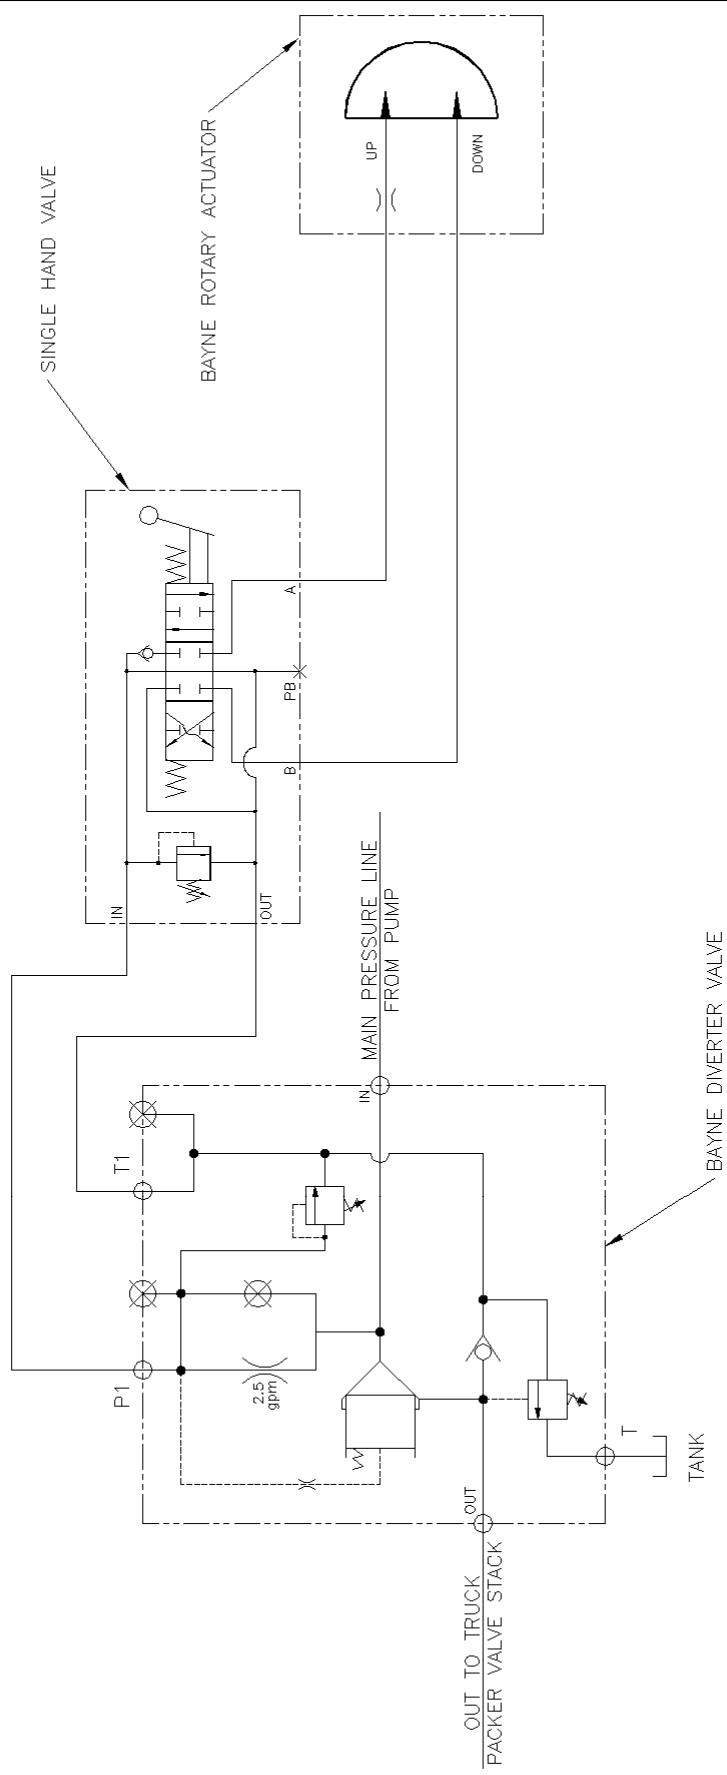 BAYNE ROTARY ACTUATOR
UP
DOWN
SINGLE HAND VALVE
A
PB
B
IN
OUT
MAIN PRESSURE LINE
FROM PUMP
IN
T1
P1
2.5
gpm
BAYNE DIVERTER VALVE
T
TANK
OUT
OUT TO TRUCK
PACKER VALVE STACK